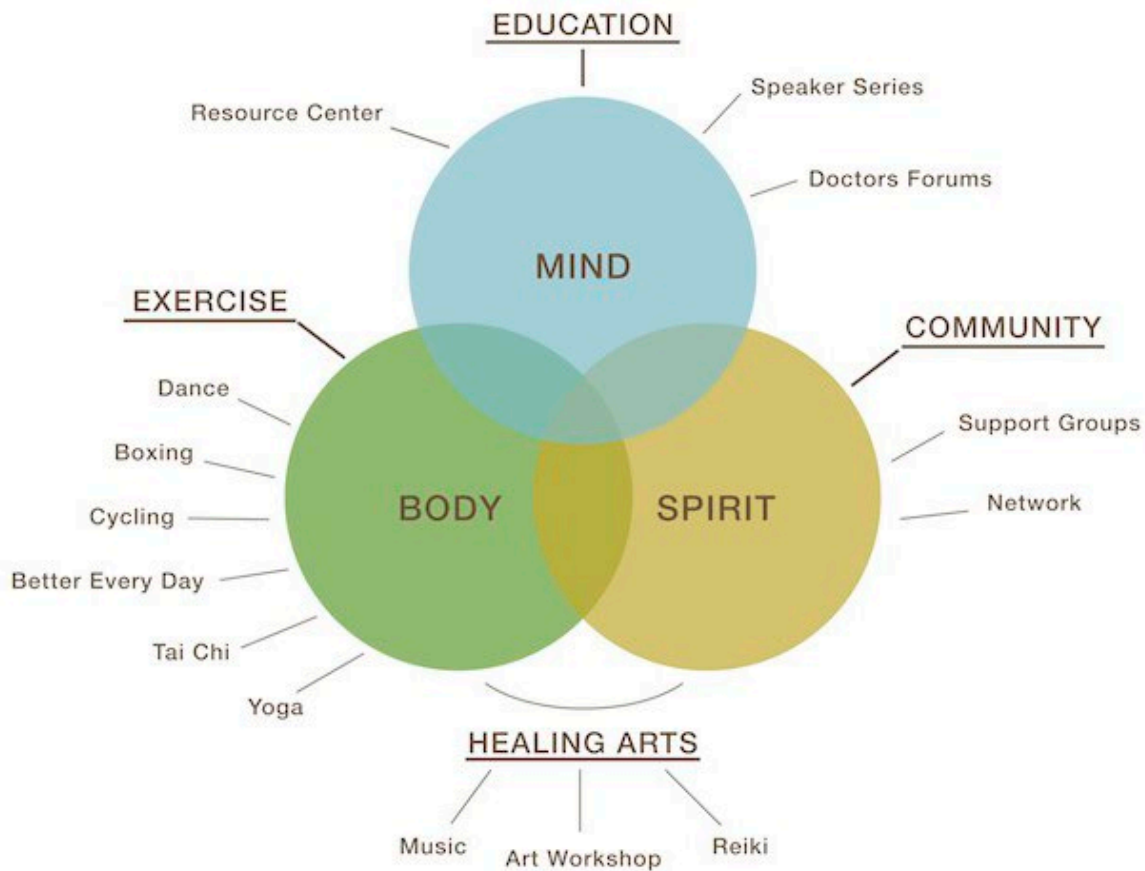 EDUCATION
Speaker Series
Resource Center
Doctors Forums
MIND
EXERCISE
COMMUNITY
Dance
Support Groups
Boxing
BODY
SPIRIT
Network
Cycling
Better Every Day
Tai Chi
Yoga
HEALING ARTS
Music
Art Workshop
Reiki